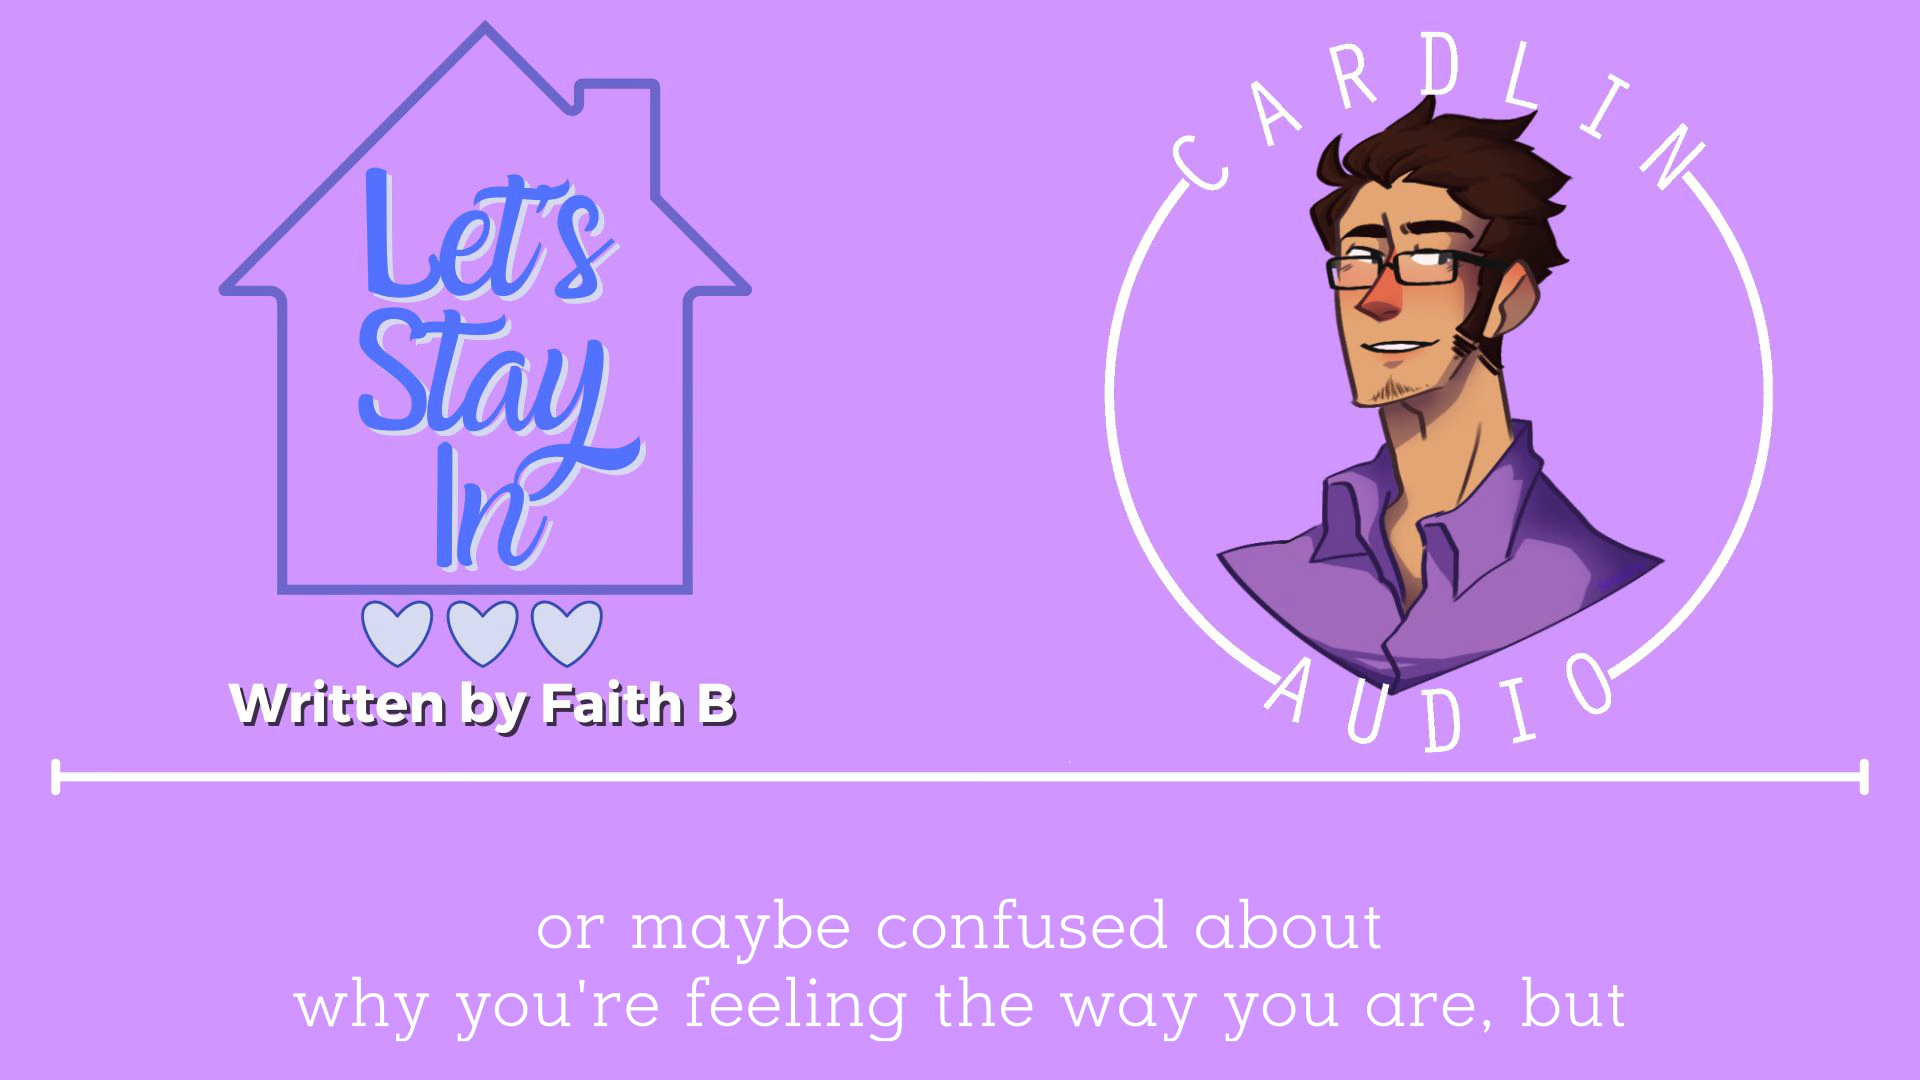 Let's
Stay
In
Written by Faith B
CARDLIN
AUDIO
or maybe confused about
why you're feeling the way you are, but